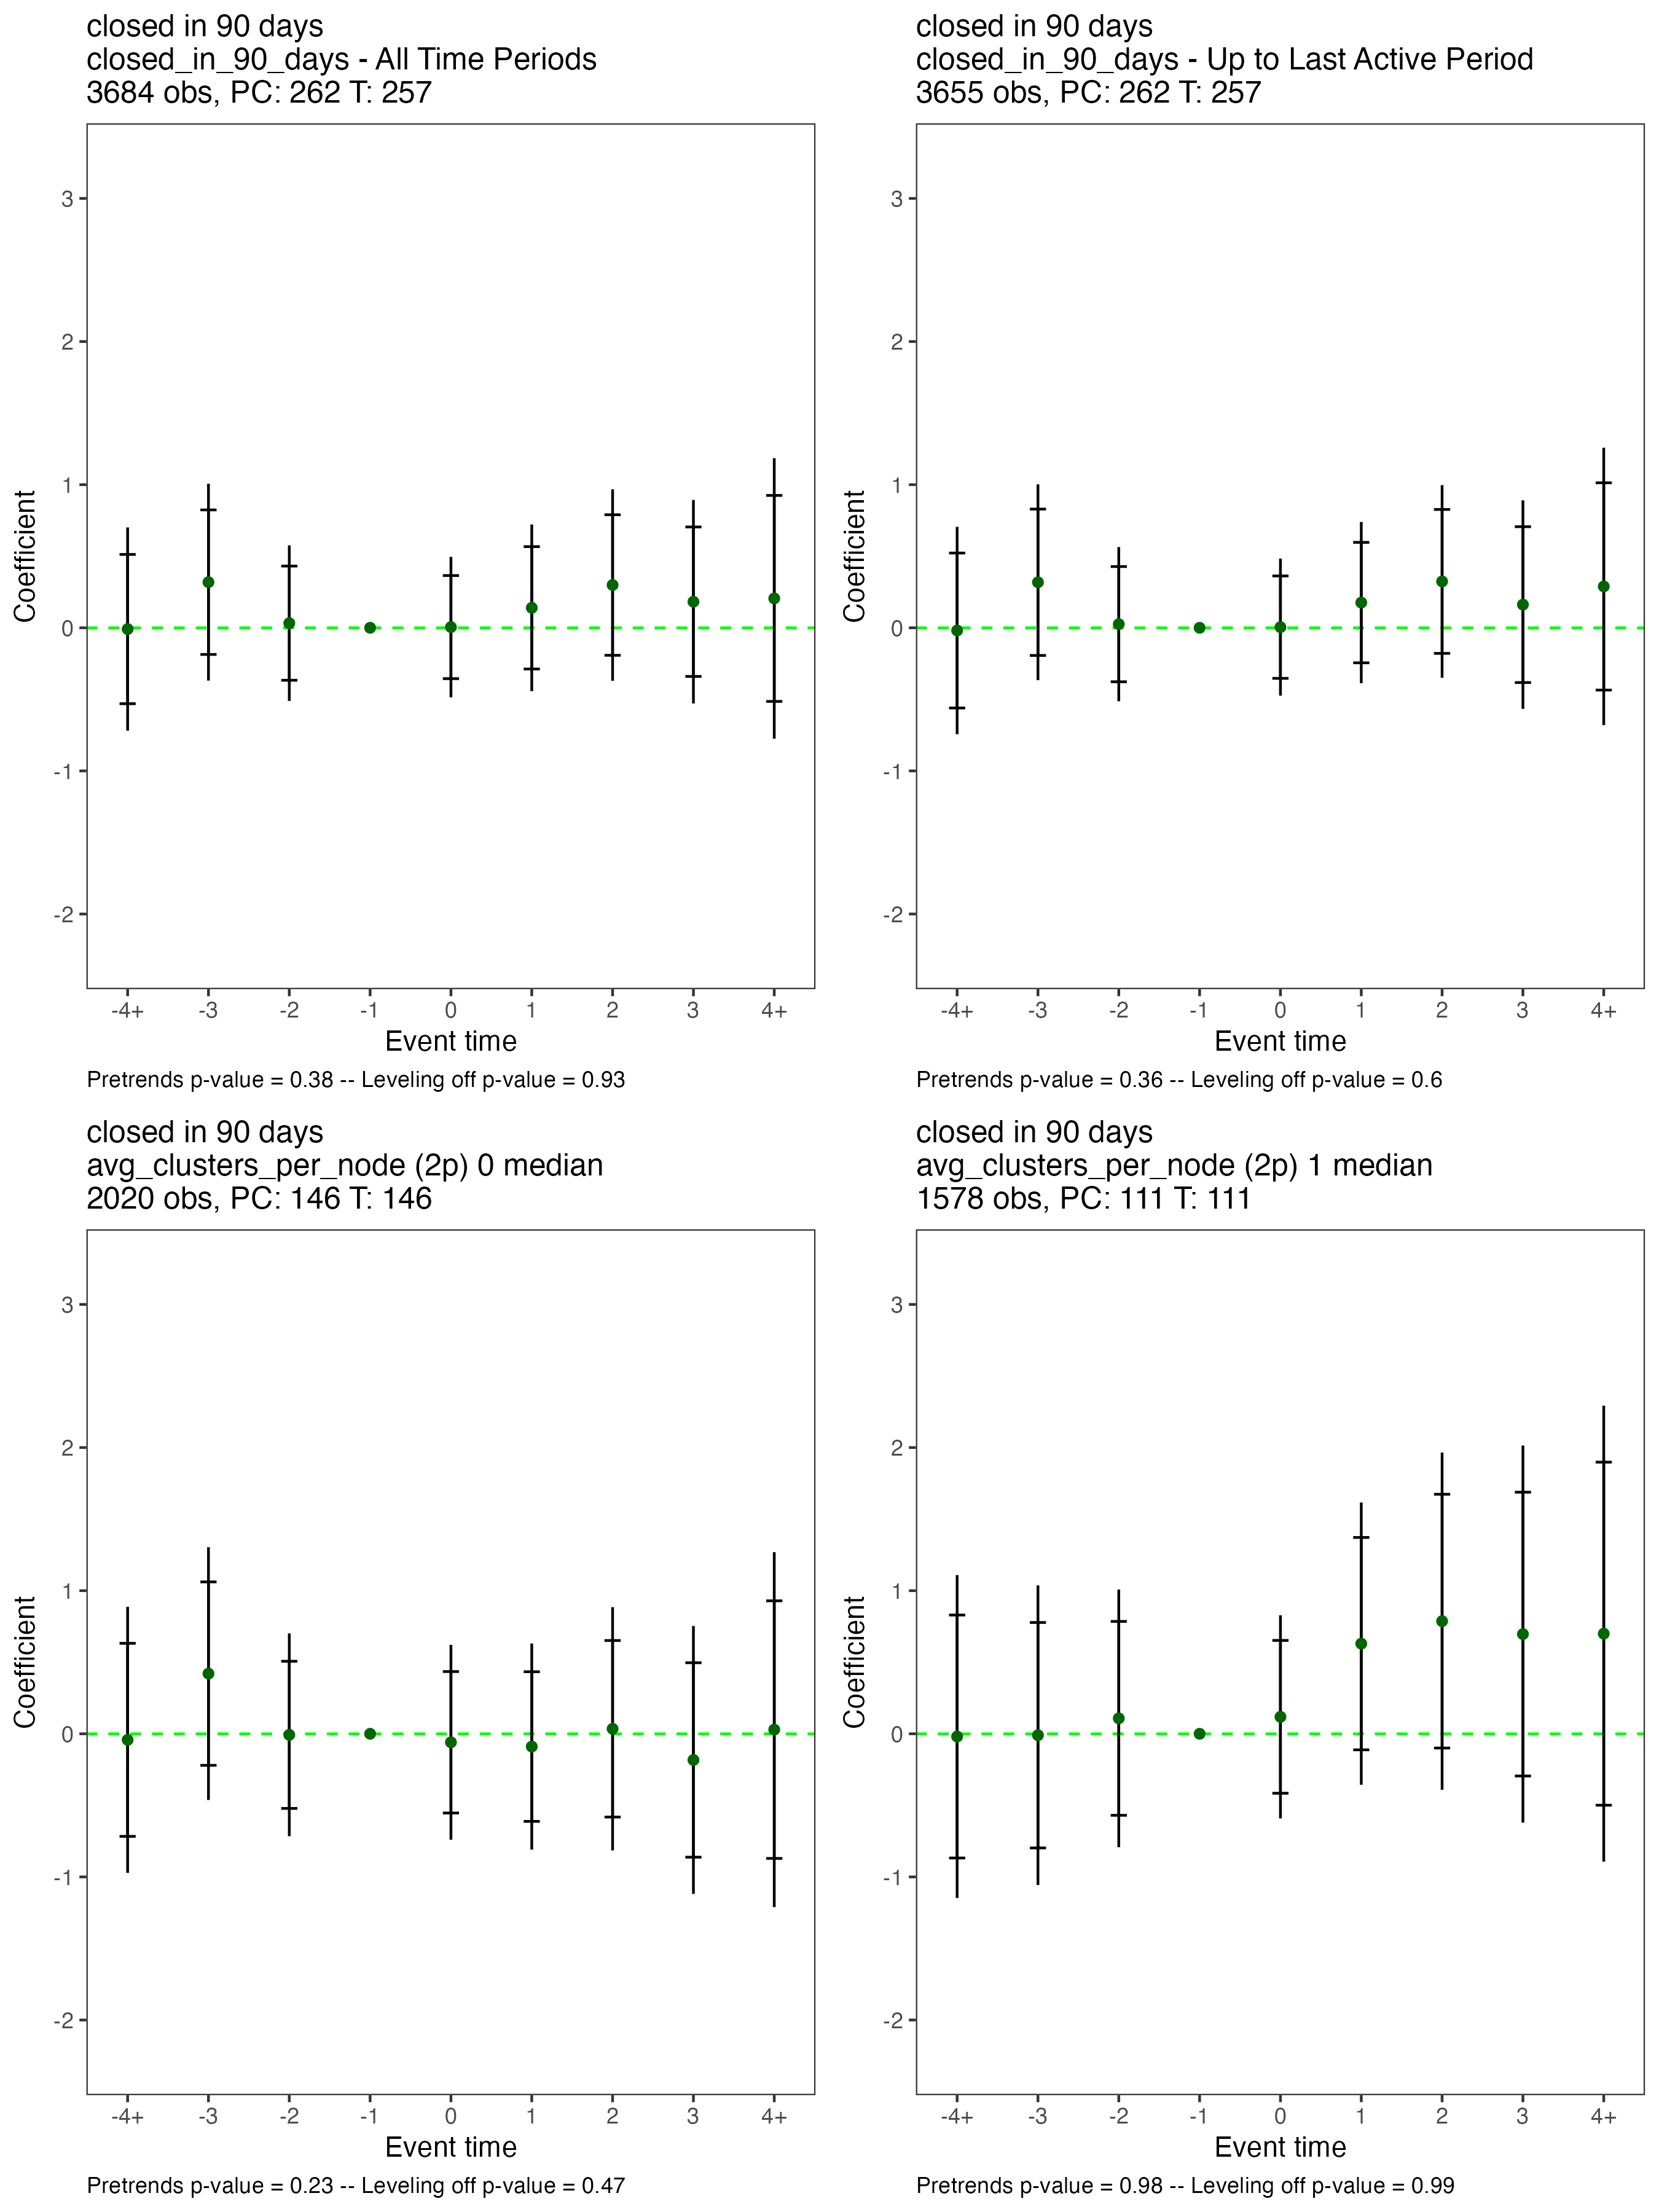 closed in 90 days
closed_in_90_days - All Time Periods
3684 obs, PC: 262 T: 257
Coefficient
3
2
1
0
-1
-2
-4+ -3 -2 -1 0 1 2 3 4+
Event time
Pretrends p-value = 0.38 -- Leveling off p-value = 0.93
closed in 90 days
closed_in_90_days - Up to Last Active Period
3655 obs, PC: 262 T: 257
Coefficient
3
2
1
0
-1
-2
-4+ -3 -2 -1 0 1 2 3 4+
Event time
Pretrends p-value = 0.36 -- Leveling off p-value = 0.6
closed in 90 days
avg_clusters_per_node (2p) 0 median
2020 obs, PC: 146 T: 146
Coefficient
3
2
1
0
-1
-2
-4+ -3 -2 -1 0 1 2 3 4+
Event time
Pretrends p-value = 0.23 -- Leveling off p-value = 0.47
closed in 90 days
avg_clusters_per_node (2p) 1 median
1578 obs, PC: 111 T: 111
Coefficient
3
2
1
0
-1
-2
-4+ -3 -2 -1 0 1 2 3 4+
Event time
Pretrends p-value = 0.98 -- Leveling off p-value = 0.99